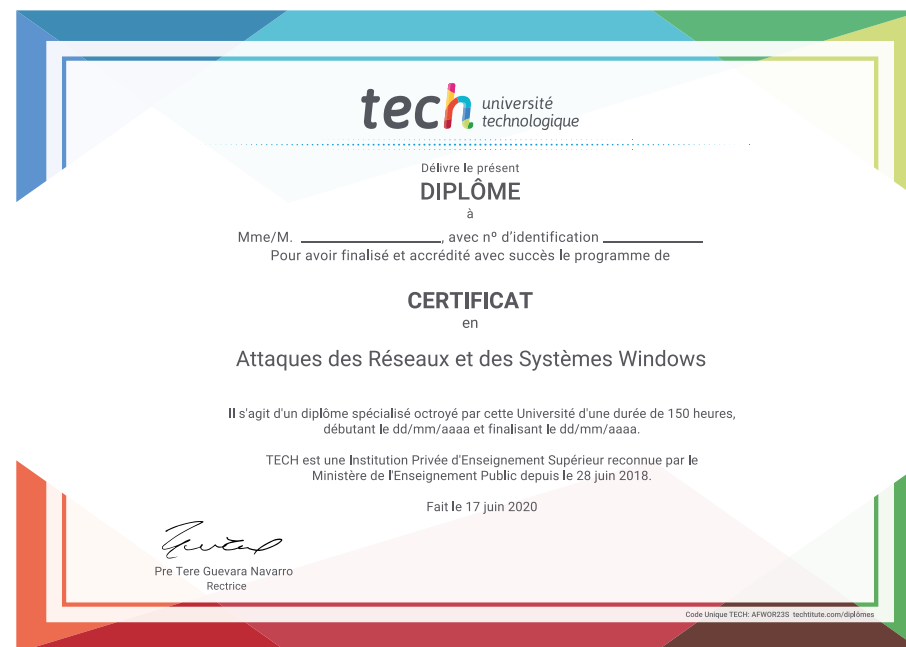 tech université
technologique
Délivre le présent
DIPLÔME
à
Mme/M. ____________________, avec nº d'identification ______________
Pour avoir finalisé et accrédité avec succès le programme de
CERTIFICAT
en
Attaques des Réseaux et des Systèmes Windows
Il s'agit d'un diplôme spécialisé octroyé par cette Université d'une durée de 150 heures,
débutant le dd/mm/aaaa et finalisant le dd/mm/aaaa.
TECH est une Institution Privée d'Enseignement Supérieur reconnue par le
Ministère de l'Enseignement Public depuis le 28 juin 2018.
Fait le 17 juin 2020
Pre Tere Guevara Navarro
Rectrice
Code Unique TECH: AFWOR23S techtitute.com/diplômes